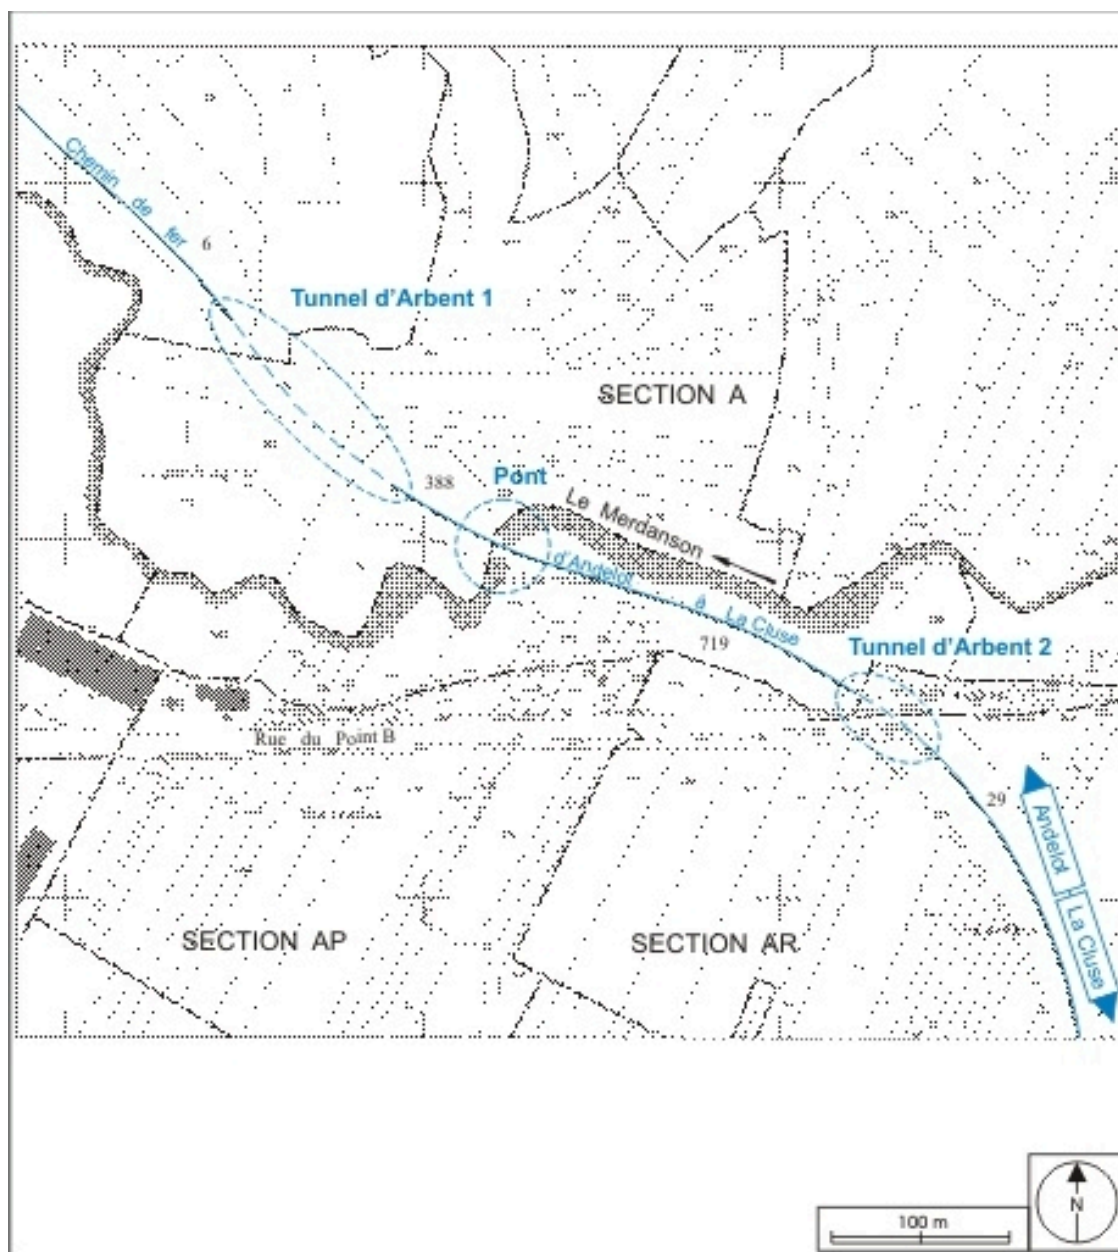 Chemin de fer
6
Tunnel d'Arbent 1
SECTION A
388
Pont
Le Merdanson
d'Andelot à La Cluse
719
Tunnel d'Arbent 2
Rue du Point B
29
Andelot
La Cluse
SECTION AP
SECTION AR
100 m
N